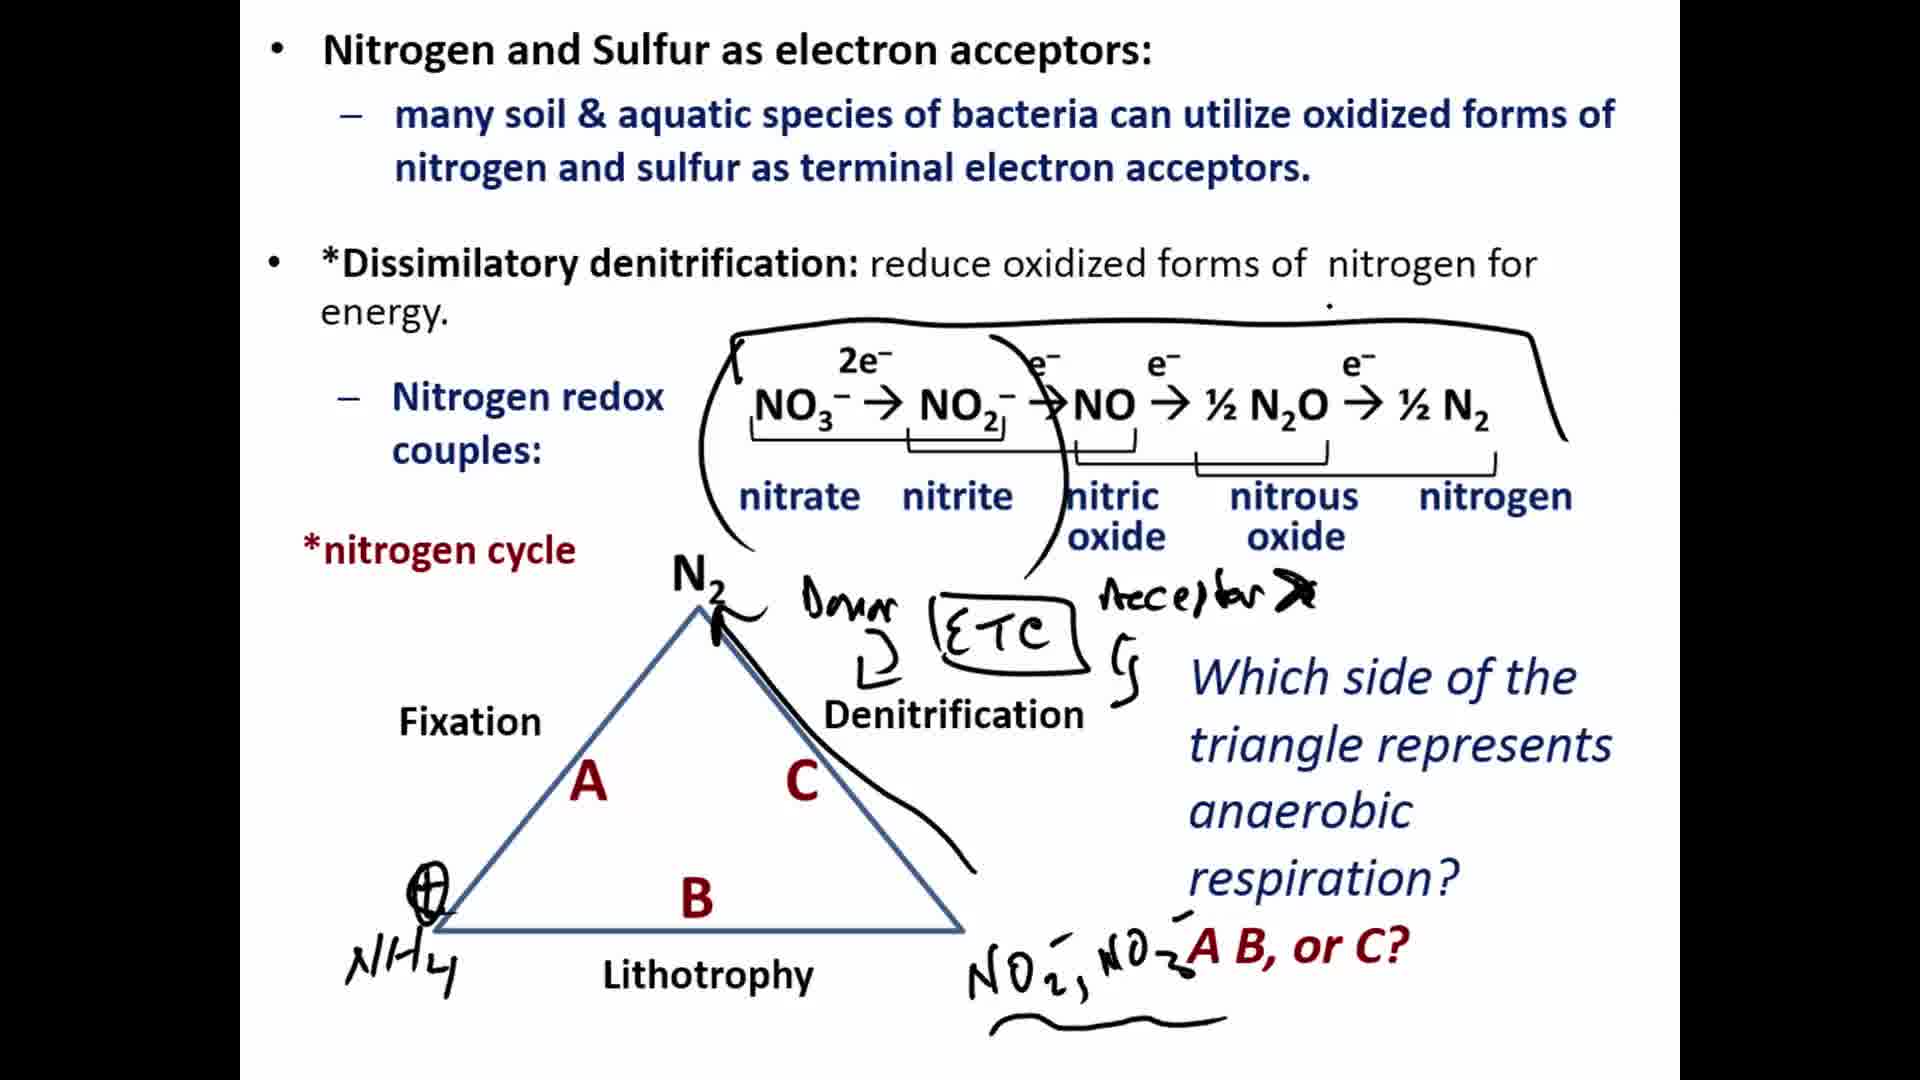 • Nitrogen and Sulfur as electron acceptors:
– many soil & aquatic species of bacteria can utilize oxidized forms of
nitrogen and sulfur as terminal electron acceptors.
• *Dissimilatory denitrification: reduce oxidized forms of nitrogen for
energy.
2e⁻ e⁻ e⁻ e⁻
– Nitrogen redox
couples:
NO₃⁻ → NO₂⁻ → NO → ½ N₂O → ½ N₂
nitrate nitrite nitric
oxide nitrous
oxide nitrogen
*nitrogen cycle
N₂
Donor ETC Acceptor
Fixation
Denitrification
A
C
B
Lithotrophy
NH₄
+
NO₂⁻, NO₃⁻
Which side of the
triangle represents
anaerobic
respiration?
A B, or C?